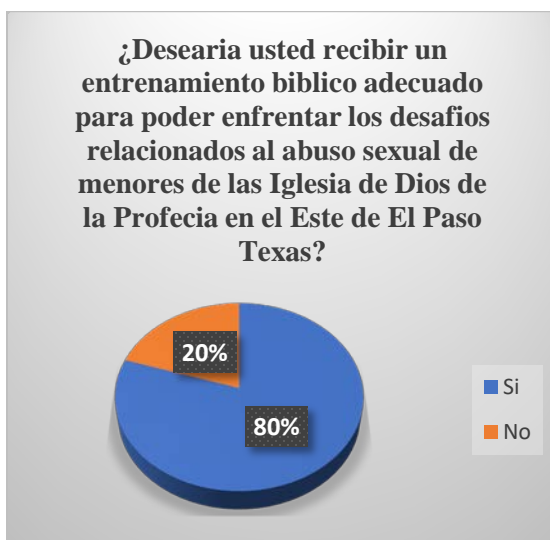 ¿Desearia usted recibir un
entrenamiento biblico adecuado
para poder enfrentar los desafios
relacionados al abuso sexual de
menores de las Iglesia de Dios de
la Profecia en el Este de El Paso
Texas?
20%
80%
Si
No